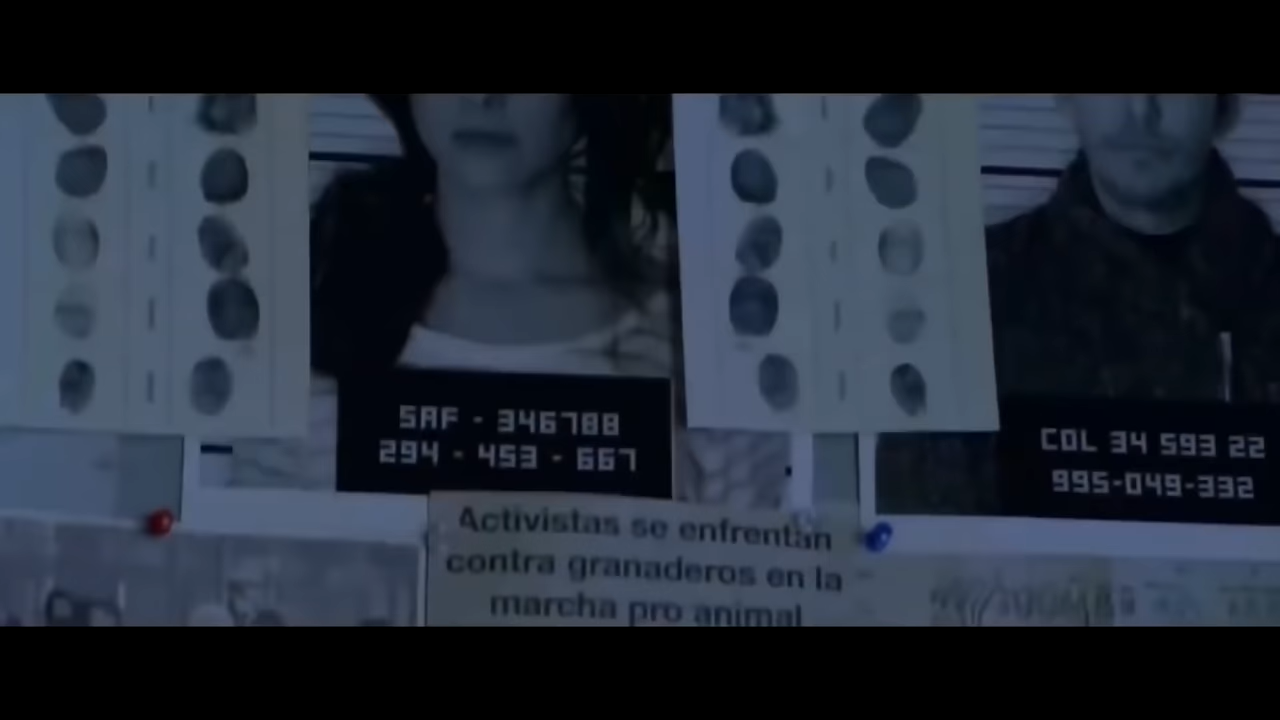 SAF - 346788
294 - 453 - 667
COL 34 593 22
995-049-332
Activistas se enfrentan
contra granaderos en la
marcha pro animal